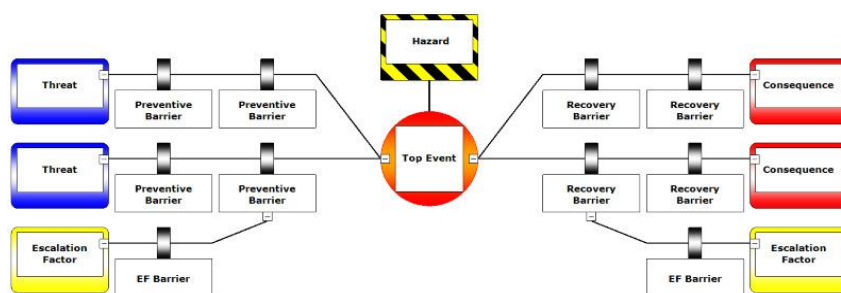 Hazard
Threat
Consequence
Preventive
Barrier
Preventive
Barrier
Recovery
Barrier
Recovery
Barrier
Top Event
Threat
Consequence
Preventive
Barrier
Preventive
Barrier
Recovery
Barrier
Recovery
Barrier
Escalation
Factor
Escalation
Factor
EF Barrier
EF Barrier